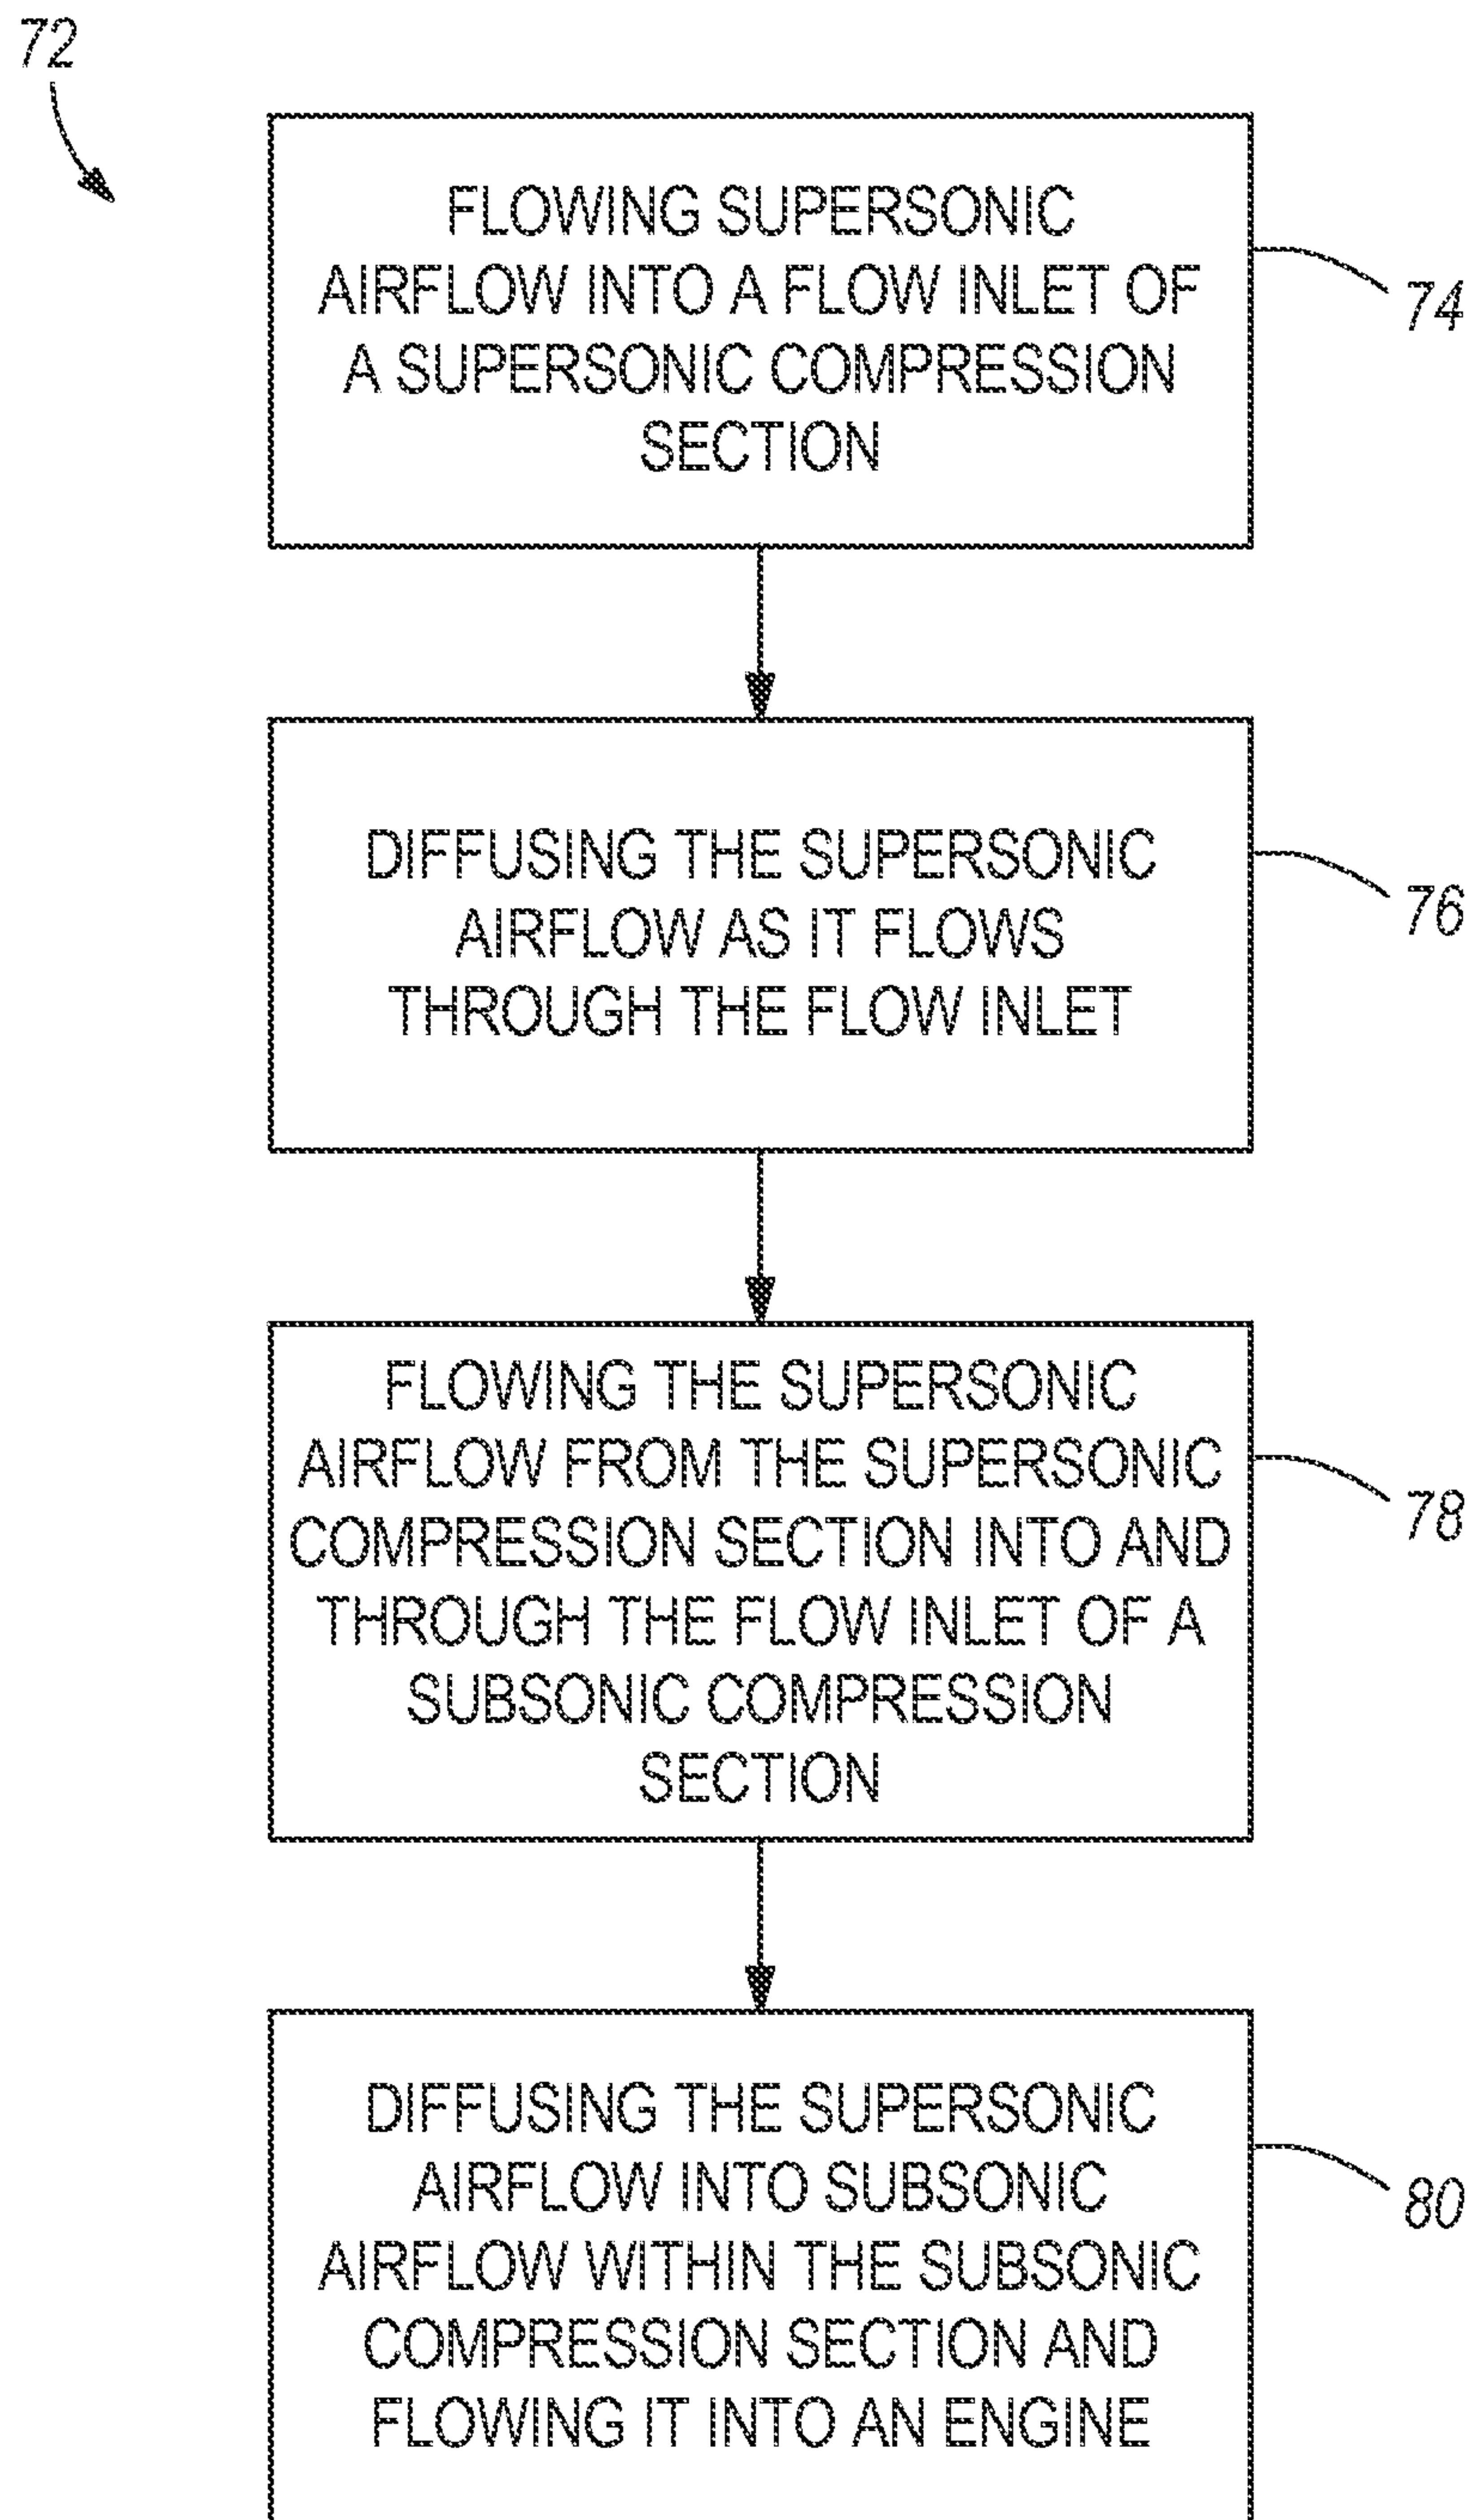 72
FLOWING SUPERSONIC
AIRFLOW INTO A FLOW INLET OF
A SUPERSONIC COMPRESSION
SECTION
74
DIFFUSING THE SUPERSONIC
AIRFLOW AS IT FLOWS
THROUGH THE FLOW INLET
76
FLOWING THE SUPERSONIC
AIRFLOW FROM THE SUPERSONIC
COMPRESSION SECTION INTO AND
THROUGH THE FLOW INLET OF A
SUBSONIC COMPRESSION
SECTION
78
DIFFUSING THE SUPERSONIC
AIRFLOW INTO SUBSONIC
AIRFLOW WITHIN THE SUBSONIC
COMPRESSION SECTION AND
FLOWING IT INTO AN ENGINE
80